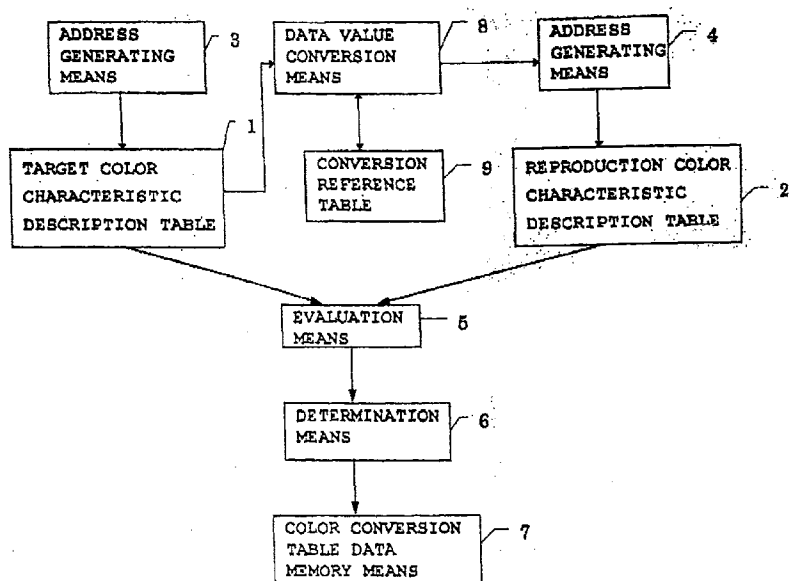 ADDRESS
GENERATING
MEANS
3
DATA VALUE
CONVERSION
MEANS
8
ADDRESS
GENERATING
MEANS
4
1
TARGET COLOR
CHARACTERISTIC
DESCRIPTION TABLE
CONVERSION
REFERENCE
TABLE
9
REPRODUCTION COLOR
CHARACTERISTIC
DESCRIPTION TABLE
2
EVALUATION
MEANS
5
DETERMINATION
MEANS
6
COLOR CONVERSION
TABLE DATA
MEMORY MEANS
7